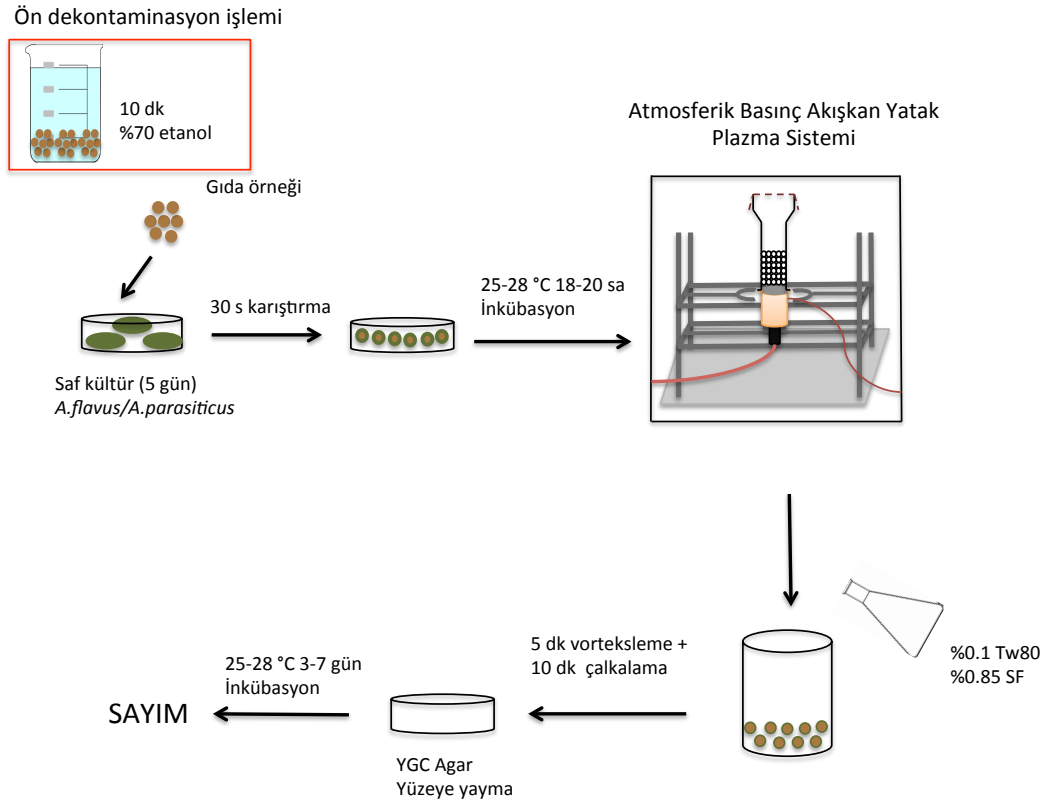 Ön dekontaminasyon işlemi
10 dk
%70 etanol
Gıda örneği
Saf kültür (5 gün)
A.flavus/A.parasiticus
30 s karıştırma
25-28 °C 18-20 sa
İnkübasyon
Atmosferik Basınç Akışkan Yatak
Plazma Sistemi
%0.1 Tw80
%0.85 SF
5 dk vorteksleme +
10 dk çalkalama
YGC Agar
Yüzeye yayma
25-28 °C 3-7 gün
İnkübasyon
SAYIM